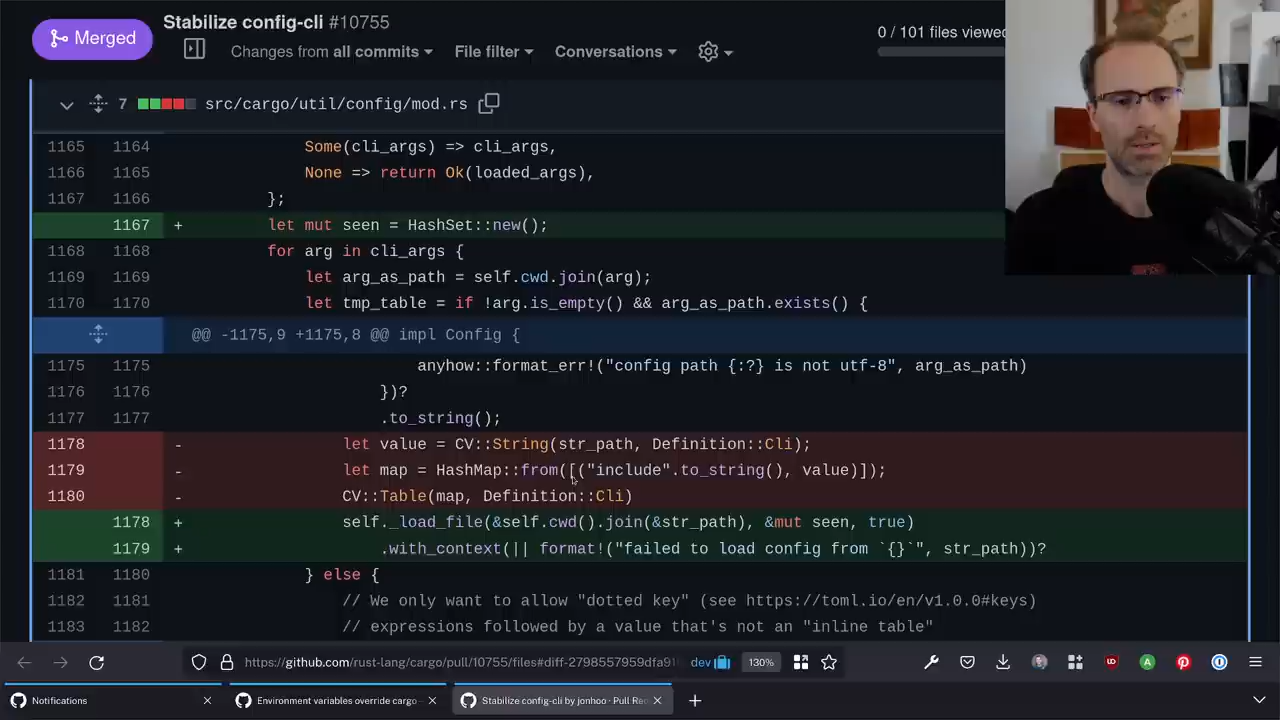 Merged
Stabilize config-cli #10755
Changes from all commits
File filter
Conversations
0 / 101 files viewed
7
src/cargo/util/config/mod.rs
1165 1164 Some(cli_args) => cli_args,
1166 1165 None => return Ok(loaded_args),
1167 1166 };
1167 + let mut seen = HashSet::new();
1168 1168 for arg in cli_args {
1169 1169 let arg_as_path = self.cwd.join(arg);
1170 1170 let tmp_table = if !arg.is_empty() && arg_as_path.exists() {
@@ -1175,9 +1175,8 @@ impl Config {
1175 1175 anyhow::format_err!("config path {:?} is not utf-8", arg_as_path)
1176 1176 })?
1177 1177 .to_string();
1178 - let value = CV::String(str_path, Definition::Cli);
1179 - let map = HashMap::from([("include".to_string(), value)]);
1180 - CV::Table(map, Definition::Cli)
1178 + self._load_file(&self.cwd().join(&str_path), &mut seen, true)
1179 + .with_context(|| format!("failed to load config from `{}`", str_path))?
1181 1180 } else {
1182 1181 // We only want to allow "dotted key" (see https://toml.io/en/v1.0.0#keys)
1183 1182 // expressions followed by a value that's not an "inline table"
https://github.com/rust-lang/cargo/pull/10755/files#diff-2798557959dfa91 dev 130%
Notifications
Environment variables override cargo
Stabilize config-cli by jonhoo · Pull Re